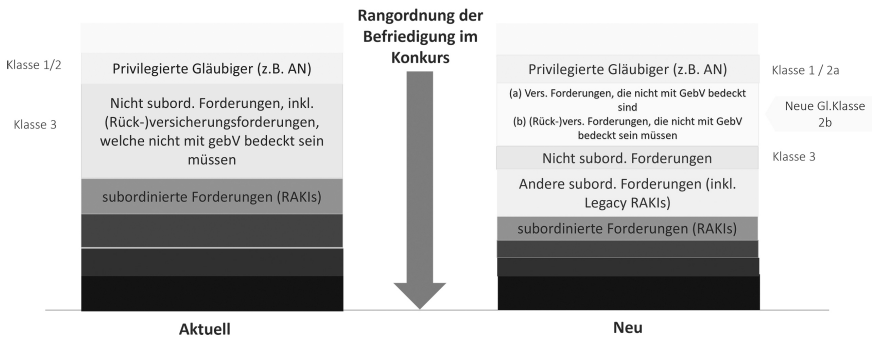 Rangordnung der
Befriedigung im
Konkurs
Klasse 1/2
Privilegierte Gläubiger (z.B. AN)
Klasse 3
Nicht subord. Forderungen, inkl.
(Rück-)versicherungsforderungen,
welche nicht mit gebV bedeckt sein
müssen
subordinierte Forderungen (RAKIs)
Aktuell
Privilegierte Gläubiger (z.B. AN)
Klasse 1 / 2a
(a) Vers. Forderungen, die nicht mit GebV bedeckt
sind
(b) (Rück-)vers. Forderungen, die nicht mit GebV
bedeckt sein müssen
Neue Gl.Klasse
2b
Nicht subord. Forderungen
Klasse 3
Andere subord. Forderungen (inkl.
Legacy RAKIs)
subordinierte Forderungen (RAKIs)
Neu